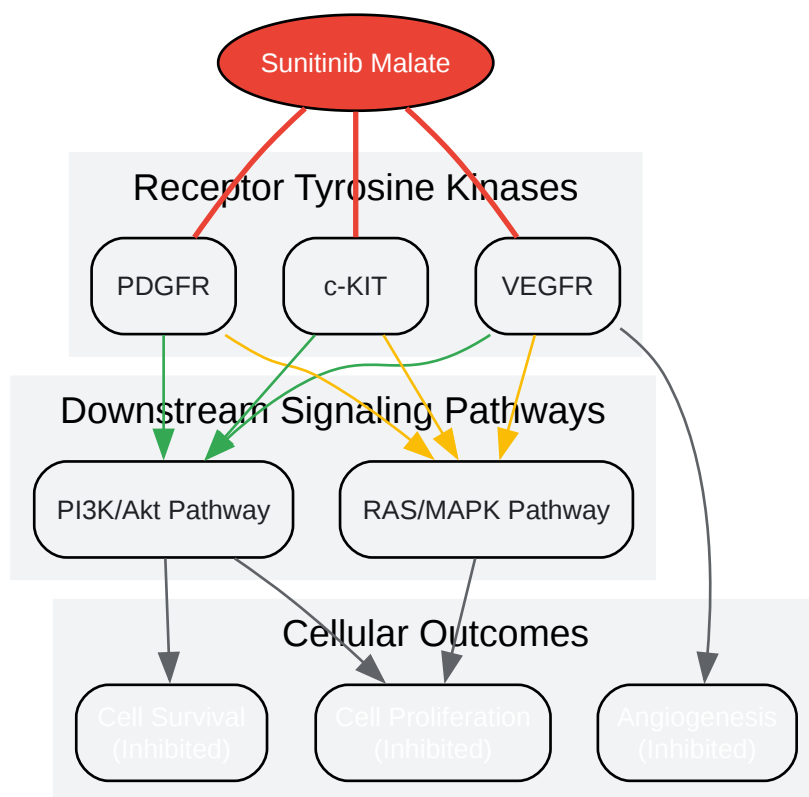 Sunitinib Malate
Receptor Tyrosine Kinases
PDGFR
c-KIT
VEGFR
Downstream Signaling Pathways
PI3K/Akt Pathway
RAS/MAPK Pathway
Cellular Outcomes
Cell Survival
(Inhibited)
Cell Proliferation
(Inhibited)
Angiogenesis
(Inhibited)